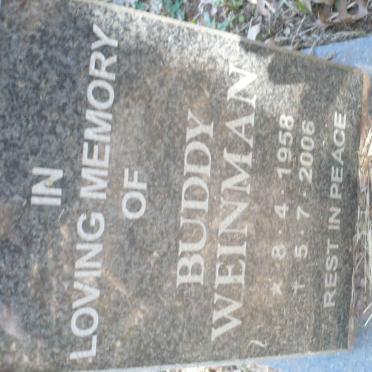 IN
LOVING MEMORY
OF
BUDDY
WEINMAN
★ 8 · 4 · 1958
† 5 · 7 · 2006
REST IN PEACE